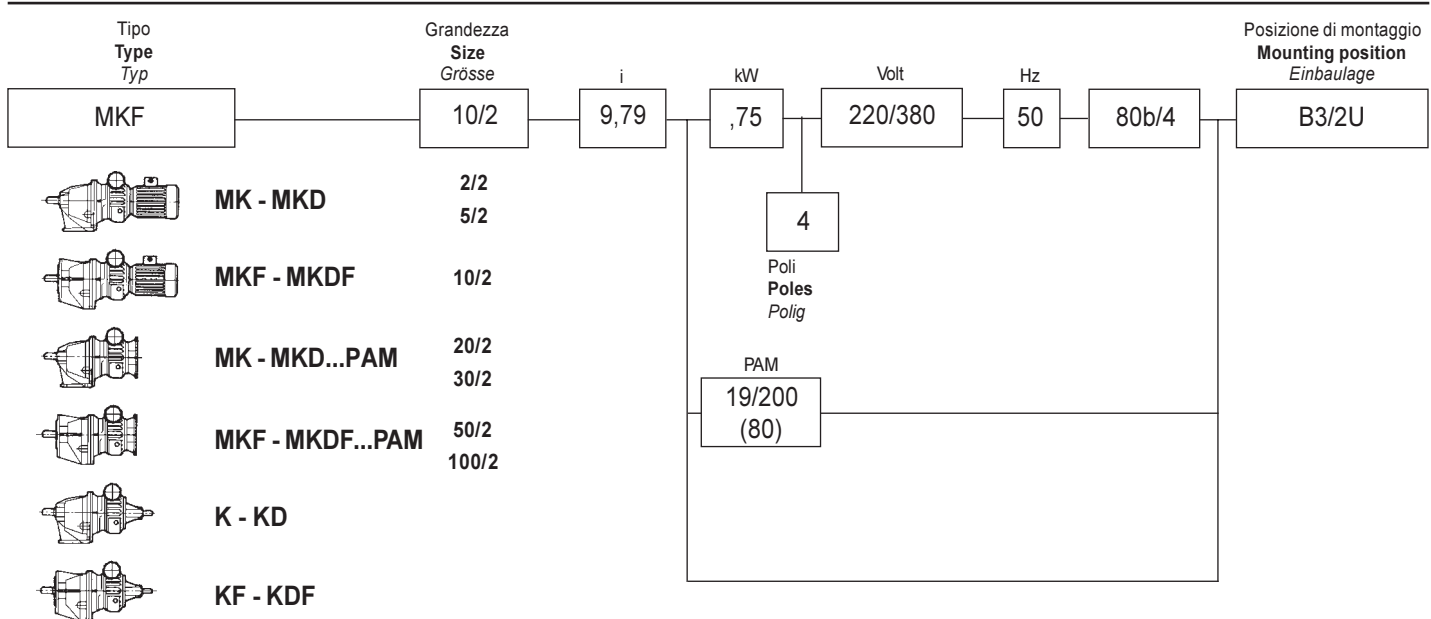 Tipo
Type
Typ
Grandezza
Size
Grösse
i
kW
Volt
Hz
Posizione di montaggio
Mounting position
Einbaulage
MKF
10/2
9,79
,75
220/380
50
80b/4
B3/2U
4
Poli
Poles
Polig
PAM
19/200
(80)
MK - MKD
2/2
5/2
MKF - MKDF
10/2
MK - MKD...PAM
20/2
30/2
MKF - MKDF...PAM
50/2
100/2
K - KD
KF - KDF